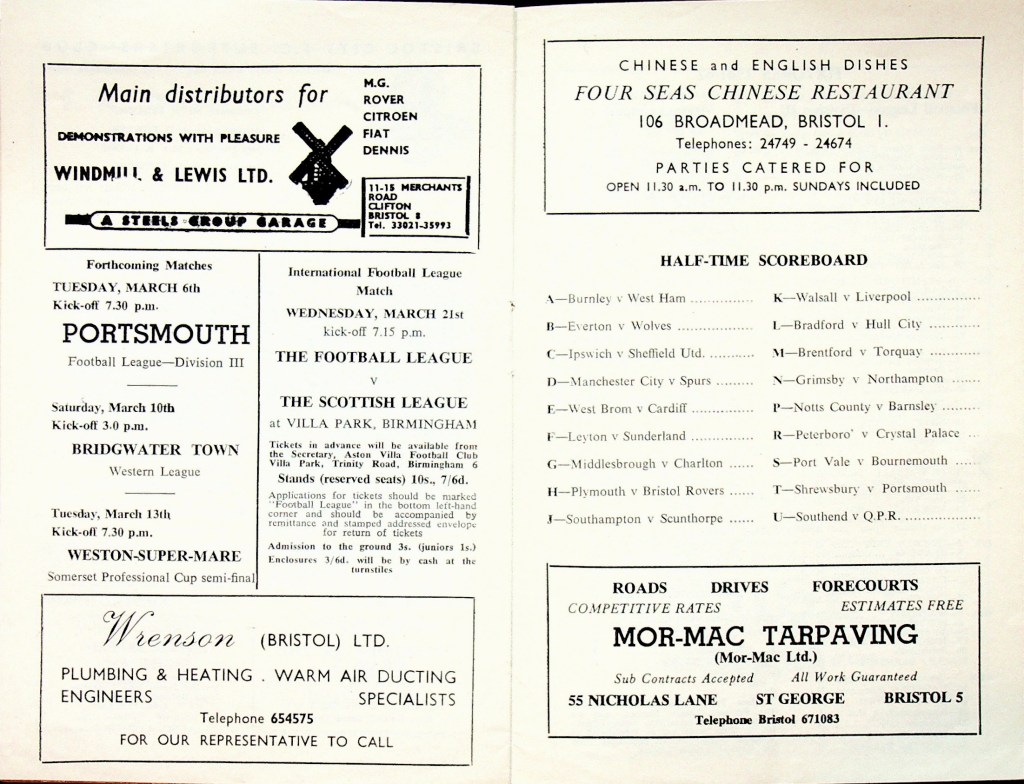 Main distributors for
M.G.
ROVER
CITROEN
FIAT
DENNIS
DEMONSTRATIONS WITH PLEASURE
WINDMILL & LEWIS LTD.
11-15 MERCHANTS
ROAD
CLIFTON
BRISTOL 8
Tel. 33021-35993
A STEELS GROUP GARAGE
Forthcoming Matches
TUESDAY, MARCH 6th
Kick-off 7.30 p.m.
PORTSMOUTH
Football League—Division III
Saturday, March 10th
Kick-off 3.0 p.m.
BRIDGWATER TOWN
Western League
Tuesday, March 13th
Kick-off 7.30 p.m.
WESTON-SUPER-MARE
Somerset Professional Cup semi-final
International Football League
Match
WEDNESDAY, MARCH 21st
kick-off 7.15 p.m.
THE FOOTBALL LEAGUE
V
THE SCOTTISH LEAGUE
at VILLA PARK, BIRMINGHAM
Tickets in advance will be available from
the Secretary, Aston Villa Football Club
Villa Park, Trinity Road, Birmingham 6
Stands (reserved seats) 10s., 7/6d.
Applications for tickets should be marked
"Football League" in the bottom left-hand
corner and should be accompanied by
remittance and stamped addressed envelope
for return of tickets
Admission to the ground 3s. (juniors 1s.)
Enclosures 3/6d. will be by cash at the
turnstiles
Wrenson (BRISTOL) LTD.
PLUMBING & HEATING . WARM AIR DUCTING
ENGINEERS SPECIALISTS
Telephone 654575
FOR OUR REPRESENTATIVE TO CALL
CHINESE and ENGLISH DISHES
FOUR SEAS CHINESE RESTAURANT
106 BROADMEAD, BRISTOL 1.
Telephones: 24749 - 24674
PARTIES CATERED FOR
OPEN 11.30 a.m. TO 11.30 p.m. SUNDAYS INCLUDED
HALF-TIME SCOREBOARD
A—Burnley v West Ham ..............
B—Everton v Wolves .................
C—Ipswich v Sheffield Utd. ..........
D—Manchester City v Spurs .........
E—West Brom v Cardiff ..............
F—Leyton v Sunderland ..............
G—Middlesbrough v Charlton ......
H—Plymouth v Bristol Rovers ......
J—Southampton v Scunthorpe ......
K—Walsall v Liverpool ..............
L—Bradford v Hull City ...........
M—Brentford v Torquay ...........
N—Grimsby v Northampton .......
P—Notts County v Barnsley .......
R—Peterboro' v Crystal Palace ...
S—Port Vale v Bournemouth .....
T—Shrewsbury v Portsmouth .....
U—Southend v Q.P.R. ................
ROADS DRIVES FORECOURTS
COMPETITIVE RATES ESTIMATES FREE
MOR-MAC TARPAVING
(Mor-Mac Ltd.)
Sub Contracts Accepted All Work Guaranteed
55 NICHOLAS LANE ST GEORGE BRISTOL 5
Telephone Bristol 671083